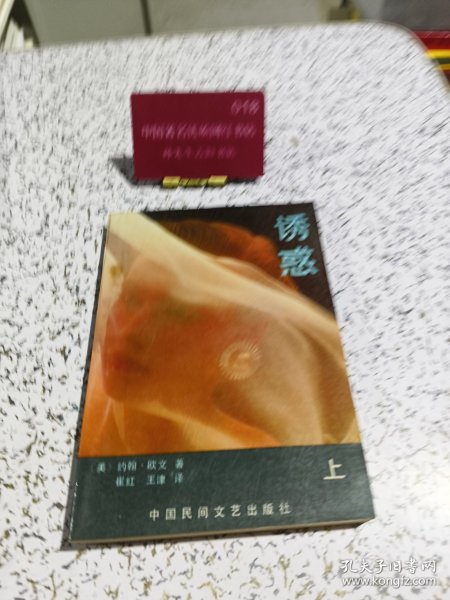 018
诱惑
〔美〕约翰·欧文 著
崔红 王津 译
上
中国民间文艺出版社
孔夫子旧书网
www.kongfz.com